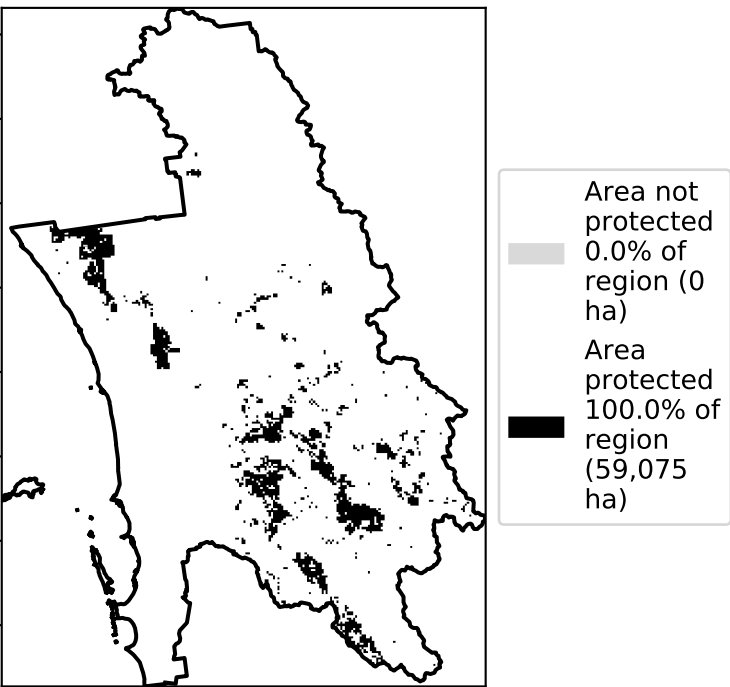 Area not
protected
0.0% of
region (0
ha)
Area
protected
100.0% of
region
(59,075
ha)